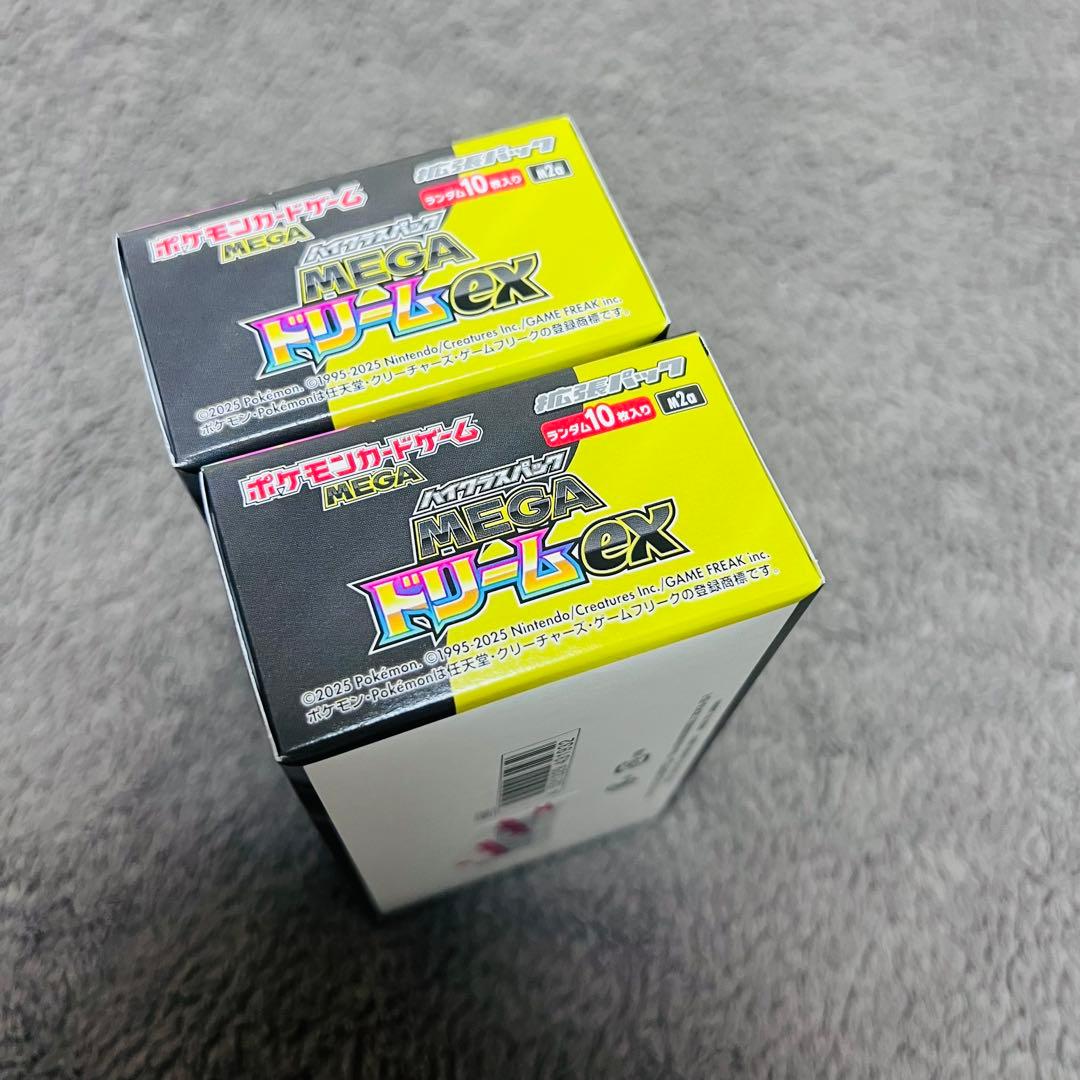 拡張パック
ポケモンカードゲーム
MEGA
ランダム10枚入り
M2a
ハイクラスパック
MEGA
ドリームex
©2025 Pokémon. ©1995-2025 Nintendo/Creatures Inc./GAME FREAK inc.
ポケモン・Pokémonは任天堂・クリーチャーズ・ゲームフリークの登録商標です。
拡張パック
ポケモンカードゲーム
MEGA
ランダム10枚入り
M2a
ハイクラスパック
MEGA
ドリームex
©2025 Pokémon. ©1995-2025 Nintendo/Creatures Inc./GAME FREAK inc.
ポケモン・Pokémonは任天堂・クリーチャーズ・ゲームフリークの登録商標です。